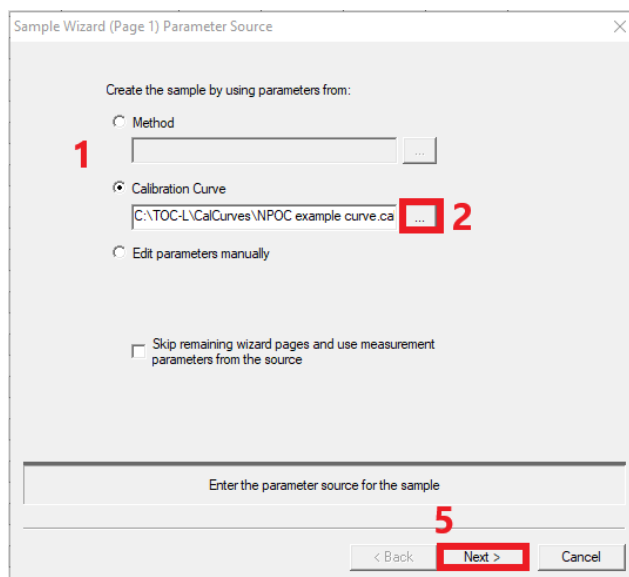 Sample Wizard (Page 1) Parameter Source
Create the sample by using parameters from:
Method
1
...
Calibration Curve
C:\TOC-L\CalCurves\NPOC example curve.ca
...
2
Edit parameters manually
Skip remaining wizard pages and use measurement
parameters from the source
Enter the parameter source for the sample
5
< Back
Next >
Cancel